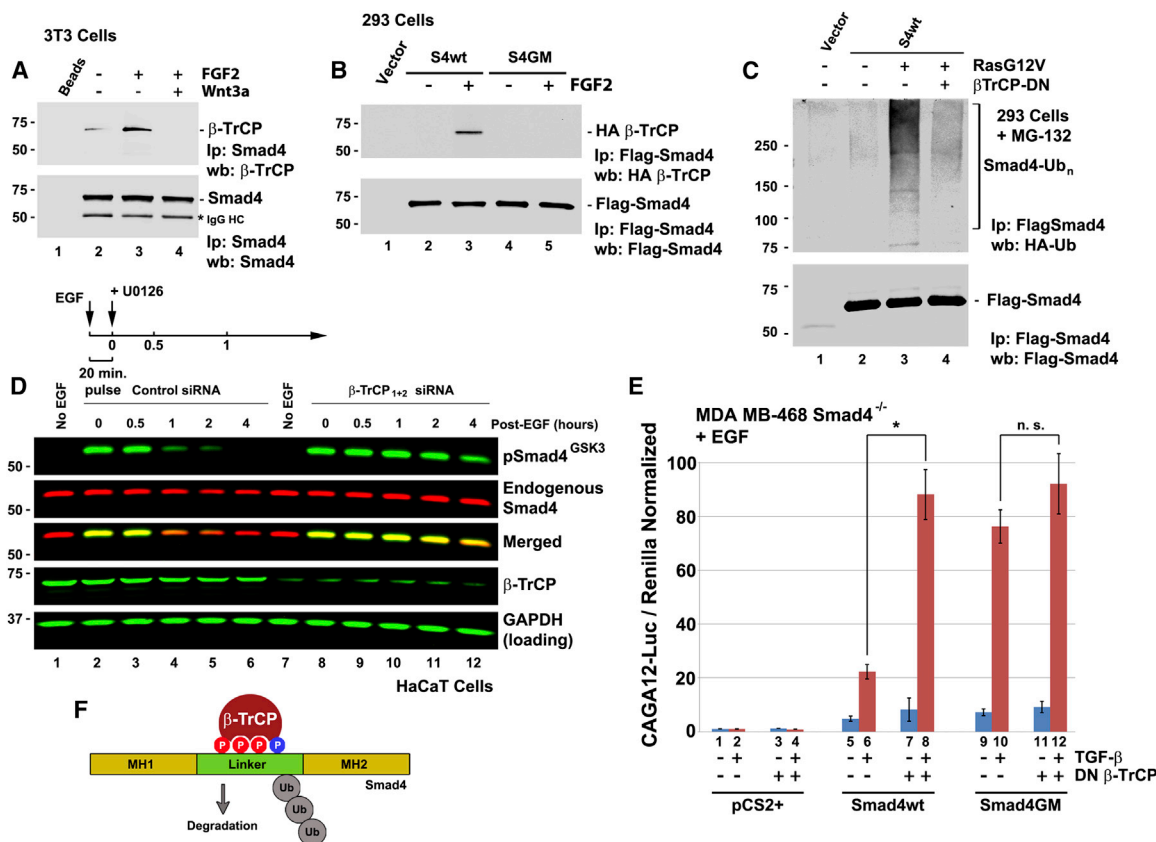 3T3 Cells
A
Beads
- + + FGF2
- - + Wnt3a
75
50
- β-TrCP
Ip: Smad4
wb: β-TrCP
75
50
- Smad4
* IgG HC
Ip: Smad4
wb: Smad4
1 2 3 4
293 Cells
B
Vector
S4wt S4GM
- + - + FGF2
75
50
- HA β-TrCP
Ip: Flag-Smad4
wb: HA β-TrCP
75
50
- Flag-Smad4
Ip: Flag-Smad4
wb: Flag-Smad4
1 2 3 4 5
C
Vector
S4wt
- + + RasG12V
- - + βTrCP-DN
250
150
100
75
293 Cells
+ MG-132
Smad4-Ubn
Ip: FlagSmad4
wb: HA-Ub
75
50
- Flag-Smad4
Ip: Flag-Smad4
wb: Flag-Smad4
1 2 3 4
EGF + U0126
0 0.5 1
20 min.
pulse
D
No EGF
Control siRNA
No EGF
β-TrCP1+2 siRNA
0 0.5 1 2 4 0 0.5 1 2 4 Post-EGF (hours)
50 pSmad4GSK3
50 Endogenous
Smad4
50 Merged
75 β-TrCP
37 GAPDH
(loading)
1 2 3 4 5 6 7 8 9 10 11 12
HaCaT Cells
E
MDA MB-468 Smad4-/-
+ EGF
* n. s.
CAGA12-Luc / Renilla Normalized
100
80
60
40
20
10
0
1 2 3 4 5 6 7 8 9 10 11 12
- + - + - + - + - + - + TGF-β
- - + + - - + + - - + + DN β-TrCP
pCS2+ Smad4wt Smad4GM
F
β-TrCP
P P P P
MH1 Linker MH2
Smad4
Ub
Ub
Ub
Degradation